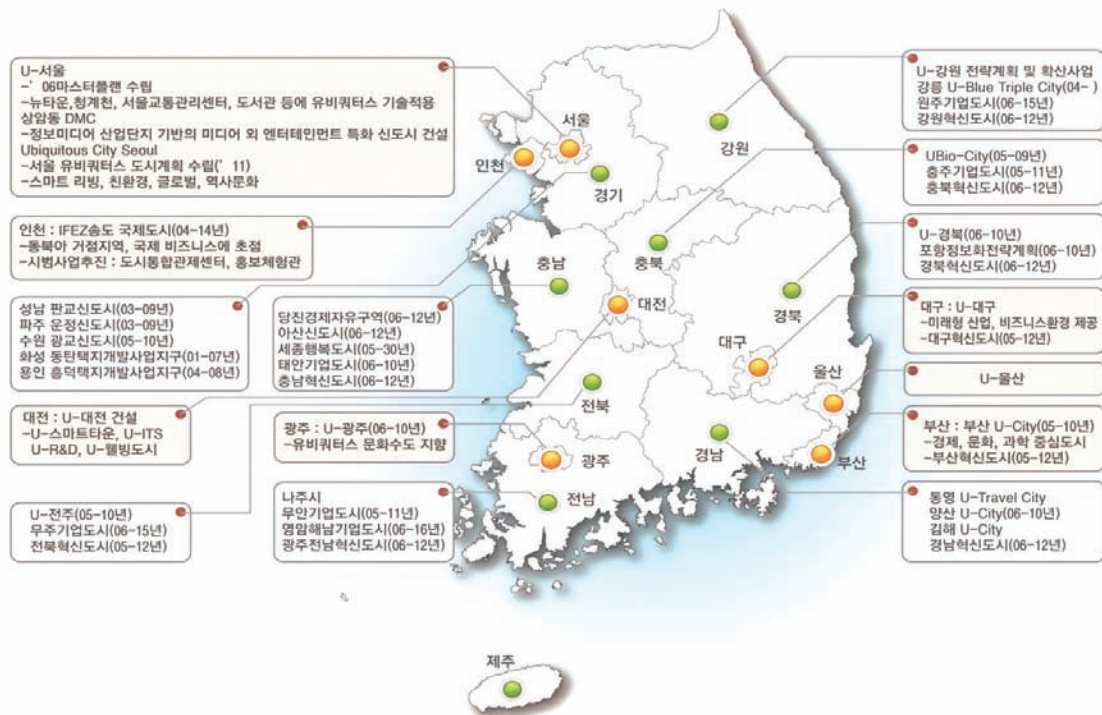 U-서울
-' 06마스터플랜 수립
-뉴타운,청계천, 서울교통관리센터, 도서관 등에 유비쿼터스 기술적용
상암동 DMC
-정보미디어 산업단지 기반의 미디어 외 엔터테인먼트 특화 신도시 건설
Ubiquitous City Seoul
-서울 유비쿼터스 도시계획 수립(' 11)
-스마트 리빙, 친환경, 글로벌, 역사문화
인천 : IFEZ송도 국제도시(04-14년)
-동북아 거점지역, 국제 비즈니스에 초점
-시범사업추진 : 도시통합관제센터, 홍보체험관
성남 판교신도시(03-09년)
파주 운정신도시(03-09년)
수원 광교신도시(05-10년)
화성 동탄택지개발사업지구(01-07년)
용인 흥덕택지개발사업지구(04-08년)
당진경제자유구역(06-12년)
아산신도시(06-12년)
세종행복도시(05-30년)
태안기업도시(06-10년)
충남혁신도시(06-12년)
대전 : U-대전 건설
-U-스마트타운, U-ITS
U-R&D, U-웰빙도시
광주 : U-광주(06-10년)
-유비쿼터스 문화수도 지향
U-전주(05-10년)
무주기업도시(06-15년)
전북혁신도시(05-12년)
나주시
무안기업도시(05-11년)
영암해남기업도시(06-16년)
광주전남혁신도시(06-12년)
U-강원 전략계획 및 확산사업
강릉 U-Blue Triple City(04- )
원주기업도시(06-15년)
강원혁신도시(06-12년)
UBio-City(05-09년)
충주기업도시(05-11년)
충북혁신도시(06-12년)
U-경북(06-10년)
포항정보화전략계획(06-10년)
경북혁신도시(06-12년)
대구 : U-대구
-미래형 산업, 비즈니스환경 제공
-대구혁신도시(05-12년)
U-울산
부산 : 부산 U-City(05-10년)
-경제, 문화, 과학 중심도시
-부산혁신도시(05-12년)
통영 U-Travel City
양산 U-City(06-10년)
김해 U-City
경남혁신도시(06-12년)
서울
인천
경기
강원
충남
충북
대전
경북
대구
울산
전북
경남
부산
광주
전남
제주